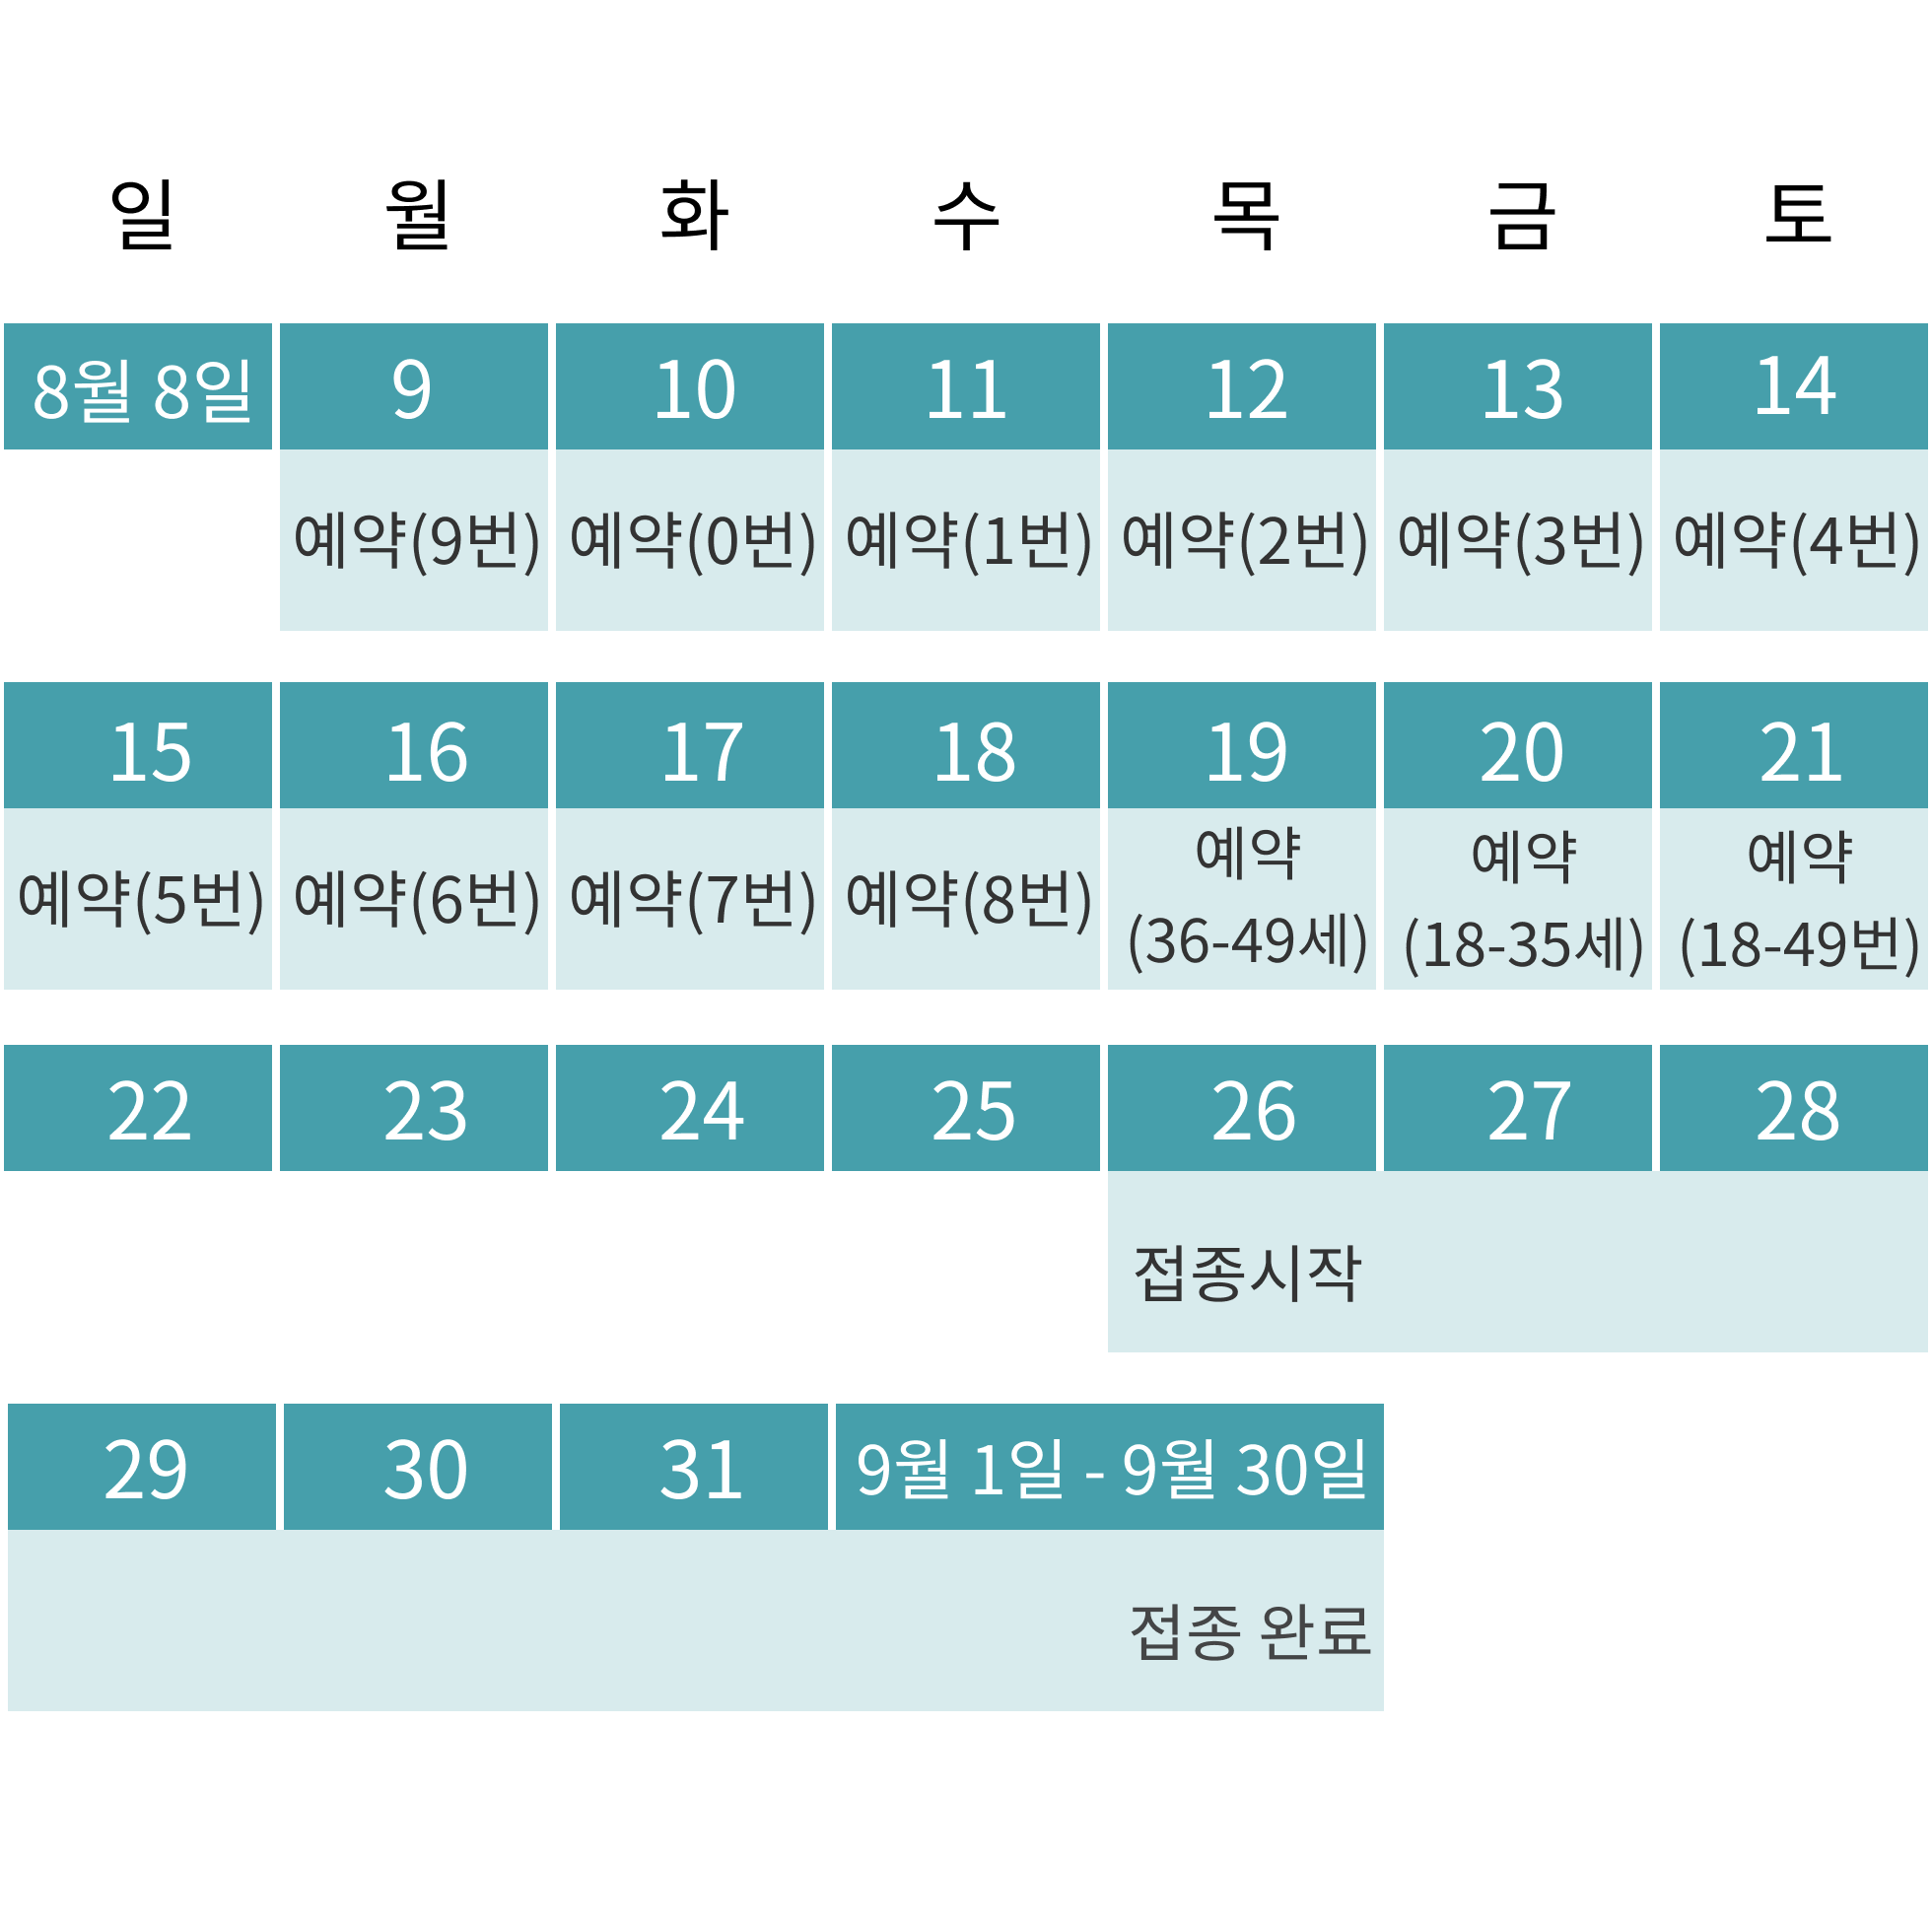 일 월 화 수 목 금 토
8월 8일 9 10 11 12 13 14
예약(9번) 예약(0번) 예약(1번) 예약(2번) 예약(3번) 예약(4번)
15 16 17 18 19 20 21
예약(5번) 예약(6번) 예약(7번) 예약(8번) 예약 예약 예약
(36-49세) (18-35세) (18-49번)
22 23 24 25 26 27 28
접종시작
29 30 31 9월 1일 - 9월 30일
접종 완료